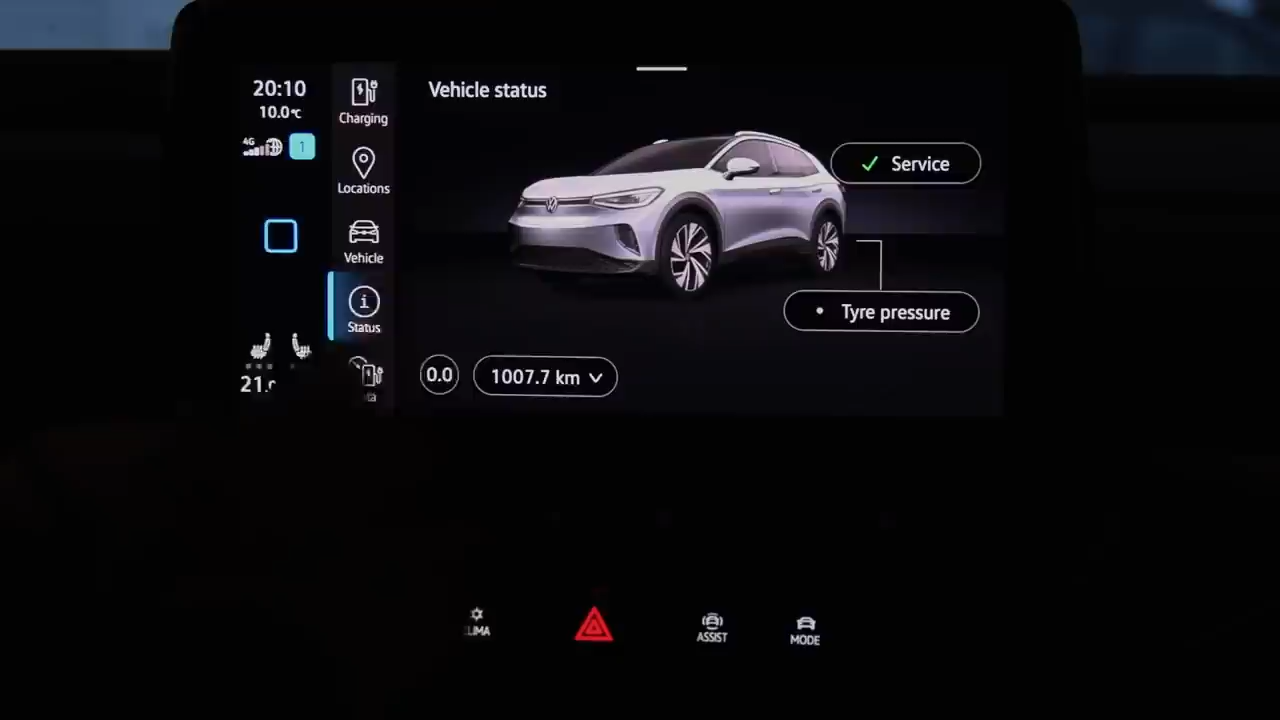 20:10
10.0°C
4G
1
21.
Charging
Locations
Vehicle
Status
Vehicle status
Service
Tyre pressure
0.0
1007.7 km
ASSIST
MODE